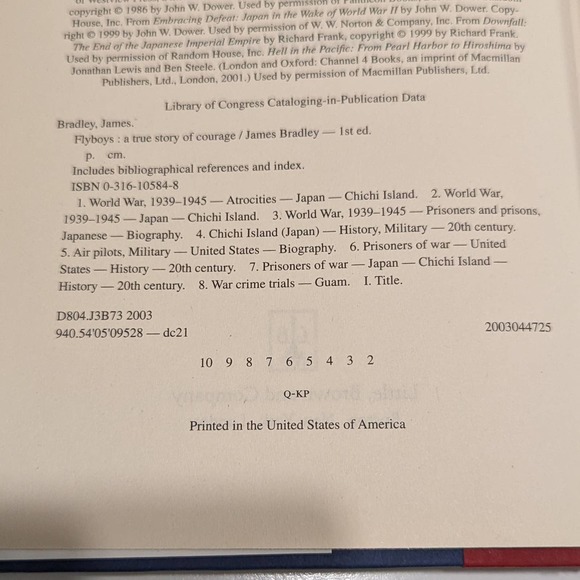 copyright © 1986 by John W. Dower. Used by permission of
House, Inc. From Embracing Defeat: Japan in the Wake of World War II by John W. Dower. Copy-
right © 1999 by John W. Dower. Used by permission of W. W. Norton & Company, Inc. From Downfall:
The End of the Japanese Imperial Empire by Richard Frank, copyright © 1999 by Richard Frank.
Used by permission of Random House, Inc. Hell in the Pacific: From Pearl Harbor to Hiroshima by
Jonathan Lewis and Ben Steele. (London and Oxford: Channel 4 Books, an imprint of Macmillan
Publishers, Ltd., London, 2001.) Used by permission of Macmillan Publishers, Ltd.
Library of Congress Cataloging-in-Publication Data
Bradley, James.
Flyboys : a true story of courage / James Bradley — 1st ed.
p. cm.
Includes bibliographical references and index.
ISBN 0-316-10584-8
1. World War, 1939–1945 — Atrocities — Japan — Chichi Island. 2. World War,
1939–1945 — Japan — Chichi Island. 3. World War, 1939–1945 — Prisoners and prisons,
Japanese — Biography. 4. Chichi Island (Japan) — History, Military — 20th century.
5. Air pilots, Military — United States — Biography. 6. Prisoners of war — United
States — History — 20th century. 7. Prisoners of war — Japan — Chichi Island —
History — 20th century. 8. War crime trials — Guam. I. Title.
D804.J3B73 2003
940.54'05'09528 — dc21
2003044725
10 9 8 7 6 5 4 3 2
Q-KP
Printed in the United States of America